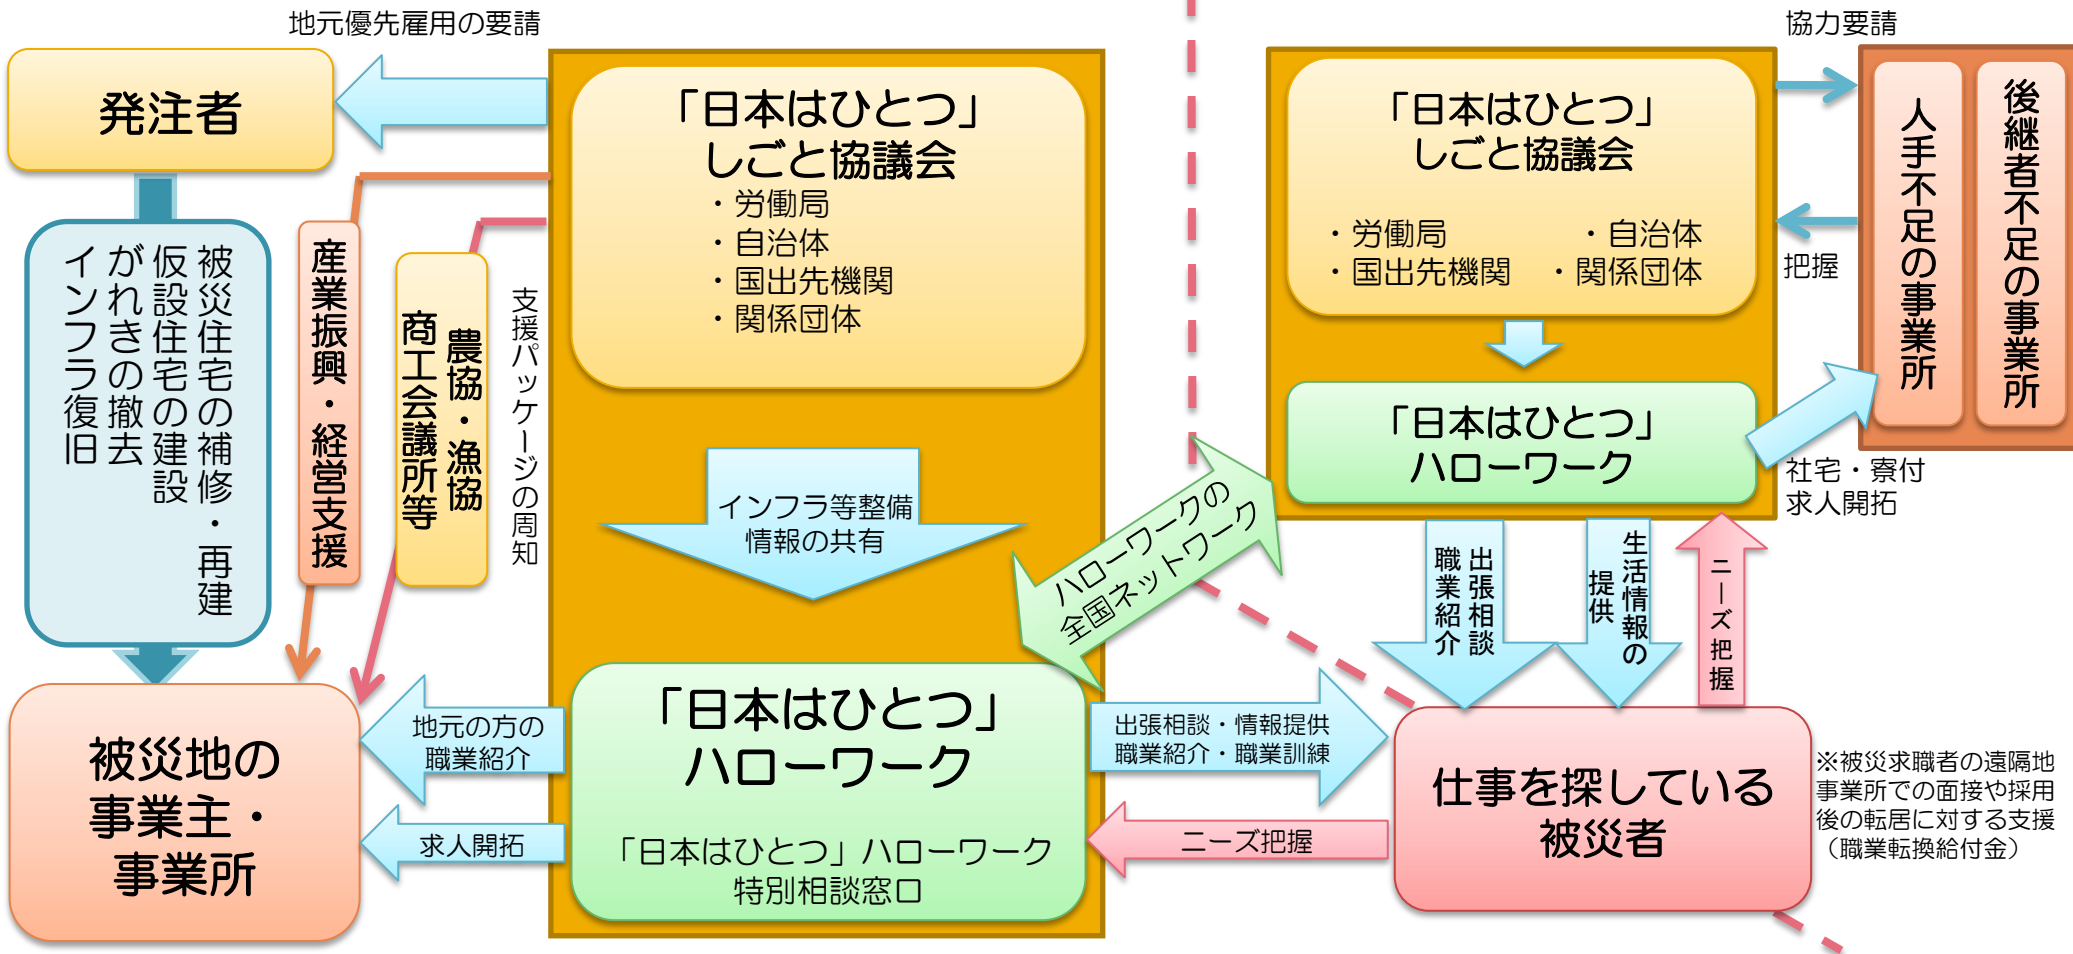 地元優先雇用の要請
発注者
被災住宅の補修・再建
仮設住宅の建設
がれきの撤去
インフラ復旧
産業振興・経営支援
農協・漁協
商工会議所等
支援パッケージの周知
被災地の
事業主・
事業所
「日本はひとつ」
しごと協議会
・労働局
・自治体
・国出先機関
・関係団体
インフラ等整備
情報の共有
「日本はひとつ」
ハローワーク
「日本はひとつ」ハローワーク
特別相談窓口
地元の方の
職業紹介
求人開拓
ハローワークの
全国ネットワーク
出張相談・情報提供
職業紹介・職業訓練
ニーズ把握
「日本はひとつ」
しごと協議会
・労働局
・自治体
・国出先機関
・関係団体
「日本はひとつ」
ハローワーク
協力要請
把握
後継者不足の事業所
人手不足の事業所
社宅・寮付
求人開拓
出張相談
職業紹介
生活情報の
提供
ニーズ把握
仕事を探している
被災者
※被災求職者の遠隔地
事業所での面接や採用
後の転居に対する支援
（職業転換給付金）